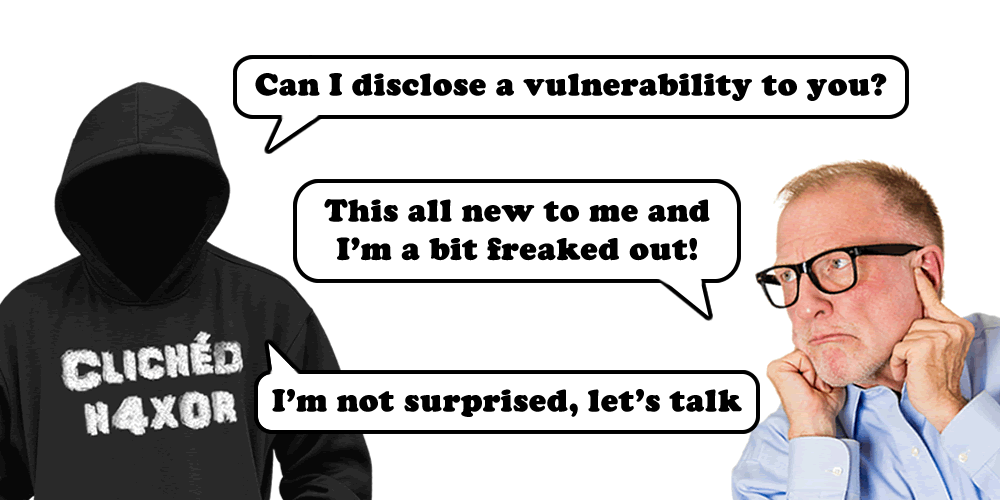 Can I disclose a vulnerability to you?
This all new to me and
I'm a bit freaked out!
CLICHÉD
H4XOR
I'm not surprised, let's talk